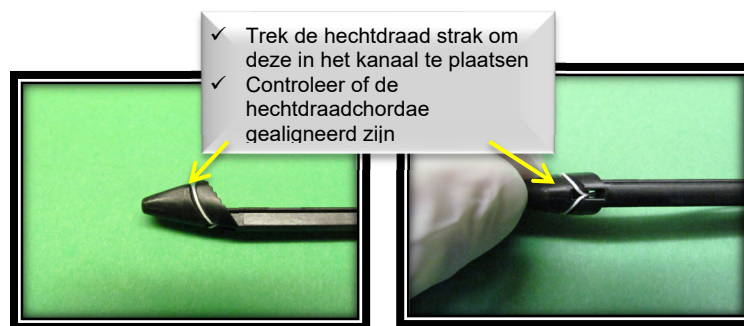 ✓ Trek de hechtdraad strak om
deze in het kanaal te plaatsen
✓ Controleer of de
hechtdraadchordae
gealigneerd zijn